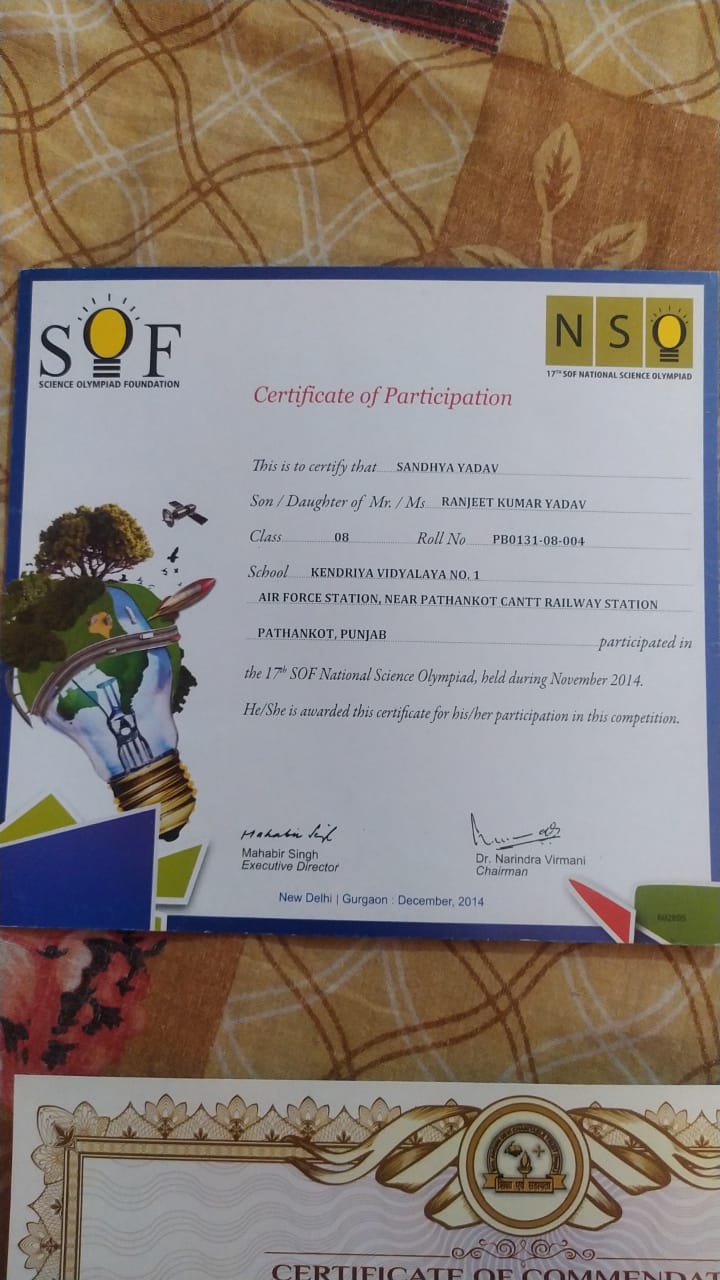 SOF
SCIENCE OLYMPIAD FOUNDATION
NSO
17TH SOF NATIONAL SCIENCE OLYMPIAD
Certificate of Participation
This is to certify that SANDHYA YADAV
Son / Daughter of Mr. / Ms RANJEET KUMAR YADAV
Class 08 Roll No PB0131-08-004
School KENDRIYA VIDYALAYA NO. 1
AIR FORCE STATION, NEAR PATHANKOT CANTT RAILWAY STATION
PATHANKOT, PUNJAB participated in
the 17th SOF National Science Olympiad, held during November 2014.
He/She is awarded this certificate for his/her participation in this competition.
Mahabir Singh
Mahabir Singh
Executive Director
Dr. Narindra Virmani
Chairman
New Delhi | Gurgaon : December, 2014
CERTIFICATE OF COMMENDAT